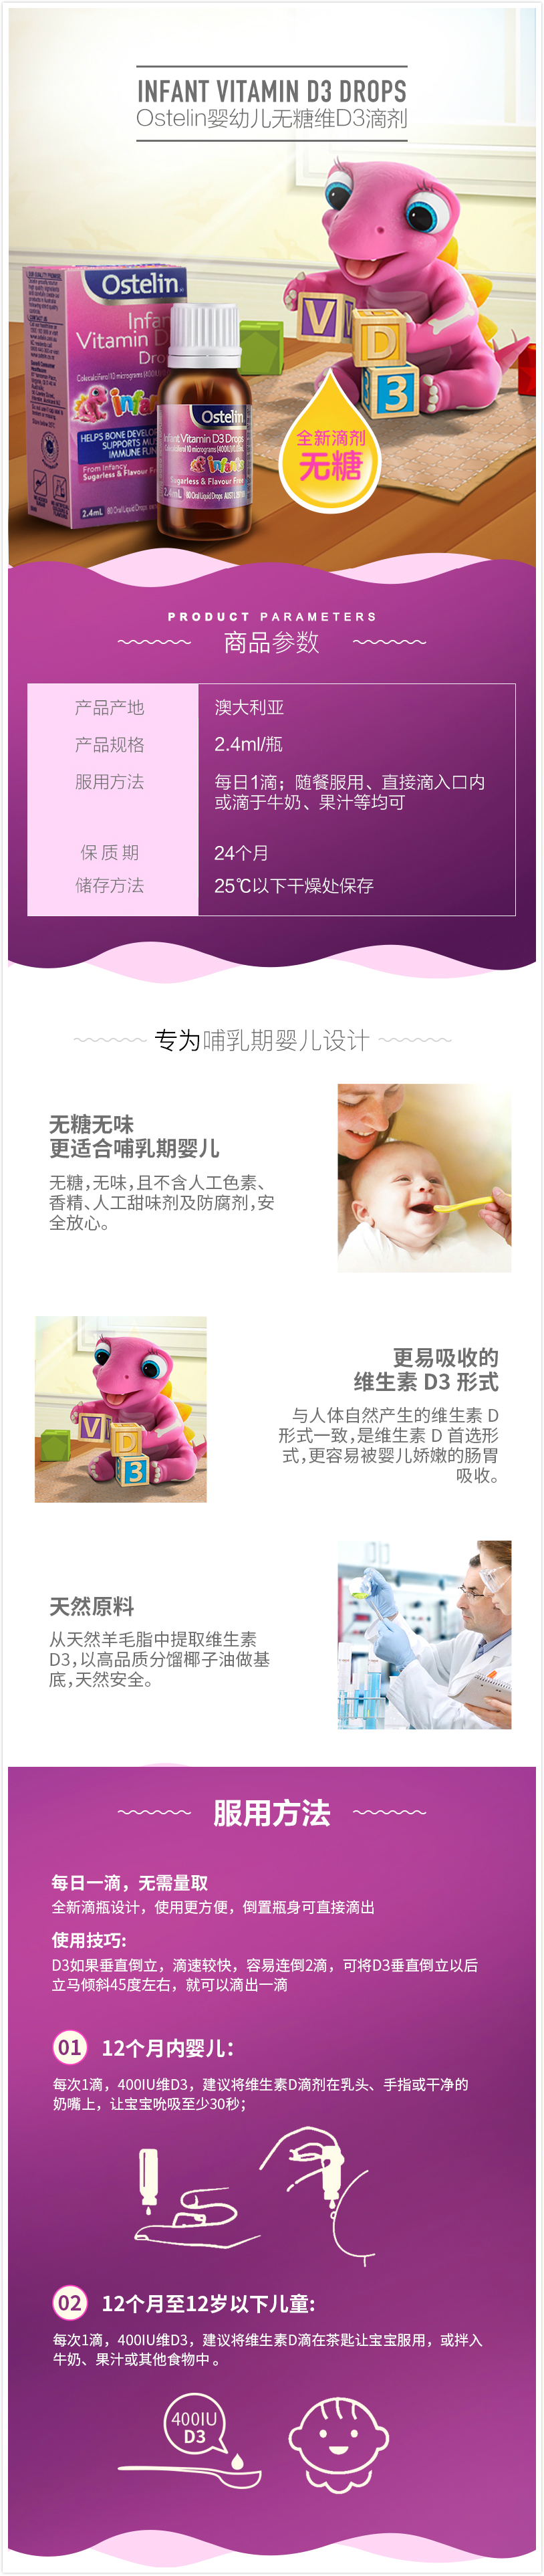 INFANT VITAMIN D3 DROPS
Ostelin婴幼儿无糖维D3滴剂
Ostelin
Vitamin D
Colecalciferol 10 micrograms (400IU)
HELPS BONE DEVELOP
SUPPORTS
IMMUNE FUN
From Infancy
Sugarless & Flavour Fre
2.4mL
80 Oral Liquid Drops
Ostelin
Infant Vitamin D3 Drops
Infants
Sugarless & Flavour Free
2.4mL 80 Oral Liquid Drops
V
D
3
全新滴剂
无糖
PRODUCT PARAMETERS
商品参数
产品产地 澳大利亚
产品规格 2.4ml/瓶
服用方法 每日1滴；随餐服用、直接滴入口内
或滴于牛奶、果汁等均可
保质期 24个月
储存方法 25℃以下干燥处保存
专为哺乳期婴儿设计
无糖无味
更适合哺乳期婴儿
无糖,无味,且不含人工色素、
香精、人工甜味剂及防腐剂,安
全放心。
更易吸收的
维生素 D3 形式
与人体自然产生的维生素 D
形式一致,是维生素 D 首选形
式,更容易被婴儿娇嫩的肠胃
吸收。
V
D
3
天然原料
从天然羊毛脂中提取维生素
D3,以高品质分馏椰子油做基
底,天然安全。
服用方法
每日一滴，无需量取
全新滴瓶设计，使用更方便，倒置瓶身可直接滴出
使用技巧:
D3如果垂直倒立，滴速较快，容易连倒2滴，可将D3垂直倒立以后
立马倾斜45度左右，就可以滴出一滴
01 12个月内婴儿：
每次1滴，400IU维D3，建议将维生素D滴剂在乳头、手指或干净的
奶嘴上，让宝宝吮吸至少30秒；
02 12个月至12岁以下儿童:
每次1滴，400IU维D3，建议将维生素D滴在茶匙让宝宝服用，或拌入
牛奶、果汁或其他食物中 。
400IU
D3